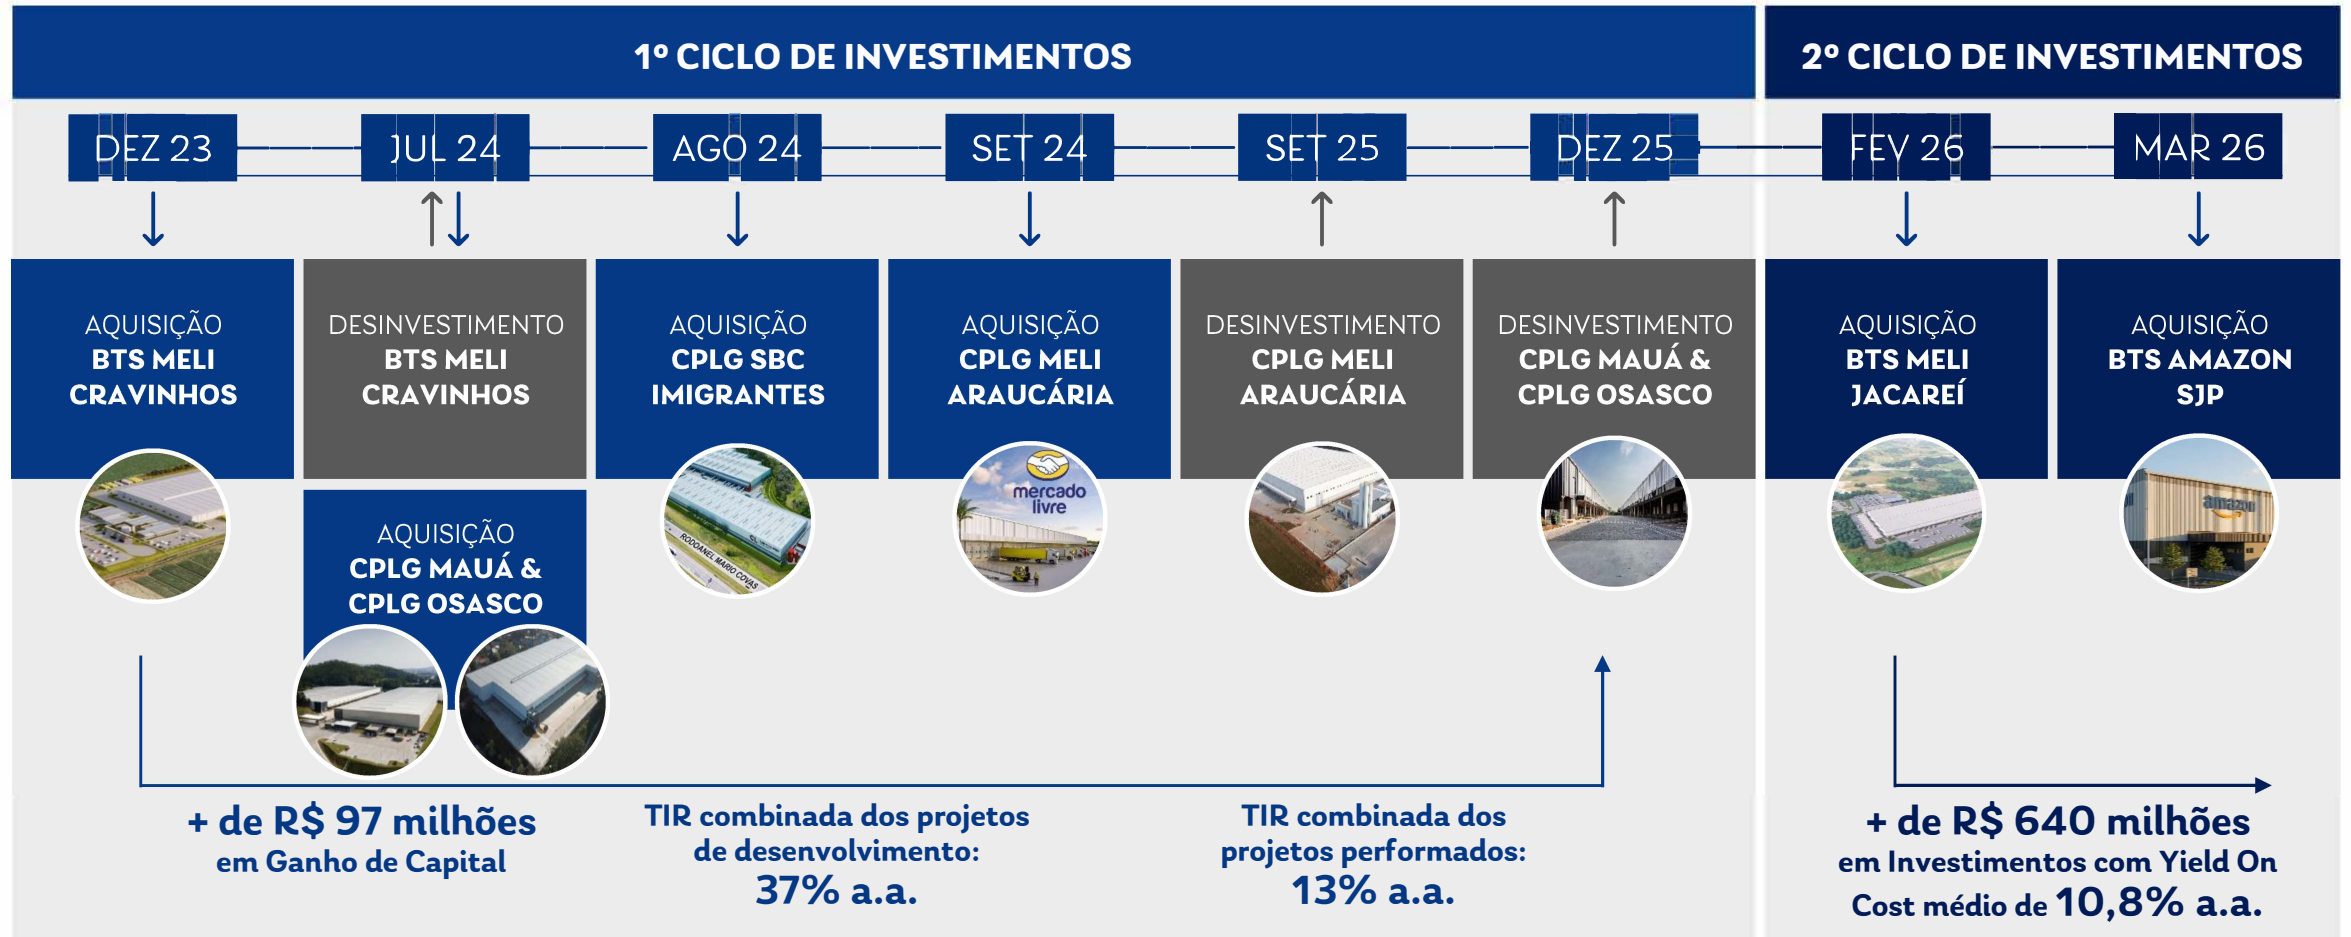 1º CICLO DE INVESTIMENTOS
2º CICLO DE INVESTIMENTOS
DEZ 23
JUL 24
AGO 24
SET 24
SET 25
DEZ 25
FEV 26
MAR 26
AQUISIÇÃO
BTS MELI
CRAVINHOS
DESINVESTIMENTO
BTS MELI
CRAVINHOS
AQUISIÇÃO
CPLG MAUÁ &
CPLG OSASCO
AQUISIÇÃO
CPLG SBC
IMIGRANTES
RODOANEL MARIO COVAS
AQUISIÇÃO
CPLG MELI
ARAUCÁRIA
mercado
livre
DESINVESTIMENTO
CPLG MELI
ARAUCÁRIA
DESINVESTIMENTO
CPLG MAUÁ &
CPLG OSASCO
AQUISIÇÃO
BTS MELI
JACAREÍ
AQUISIÇÃO
BTS AMAZON
SJP
amazon
+ de R$ 97 milhões
em Ganho de Capital
TIR combinada dos projetos
de desenvolvimento:
37% a.a.
TIR combinada dos
projetos performados:
13% a.a.
+ de R$ 640 milhões
em Investimentos com Yield On
Cost médio de 10,8% a.a.